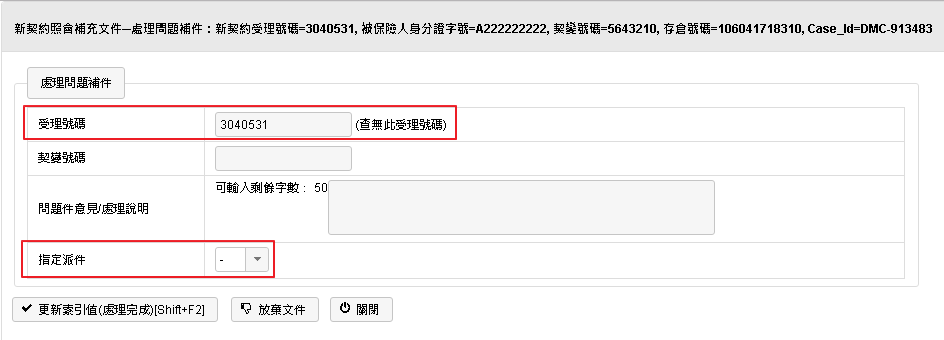 新契約照會補充文件—處理問題補件：新契約受理號碼=3040531, 被保險人身分證字號=A222222222, 契變號碼=5643210, 存倉號碼=106041718310, Case_Id=DMC-913483
處理問題補件
受理號碼 3040531 (查無此受理號碼)
契變號碼
可輸入剩餘字數： 50
問題件意見/處理說明
指定派件 -
更新索引值(處理完成)[Shift+F2] 放棄文件 關閉